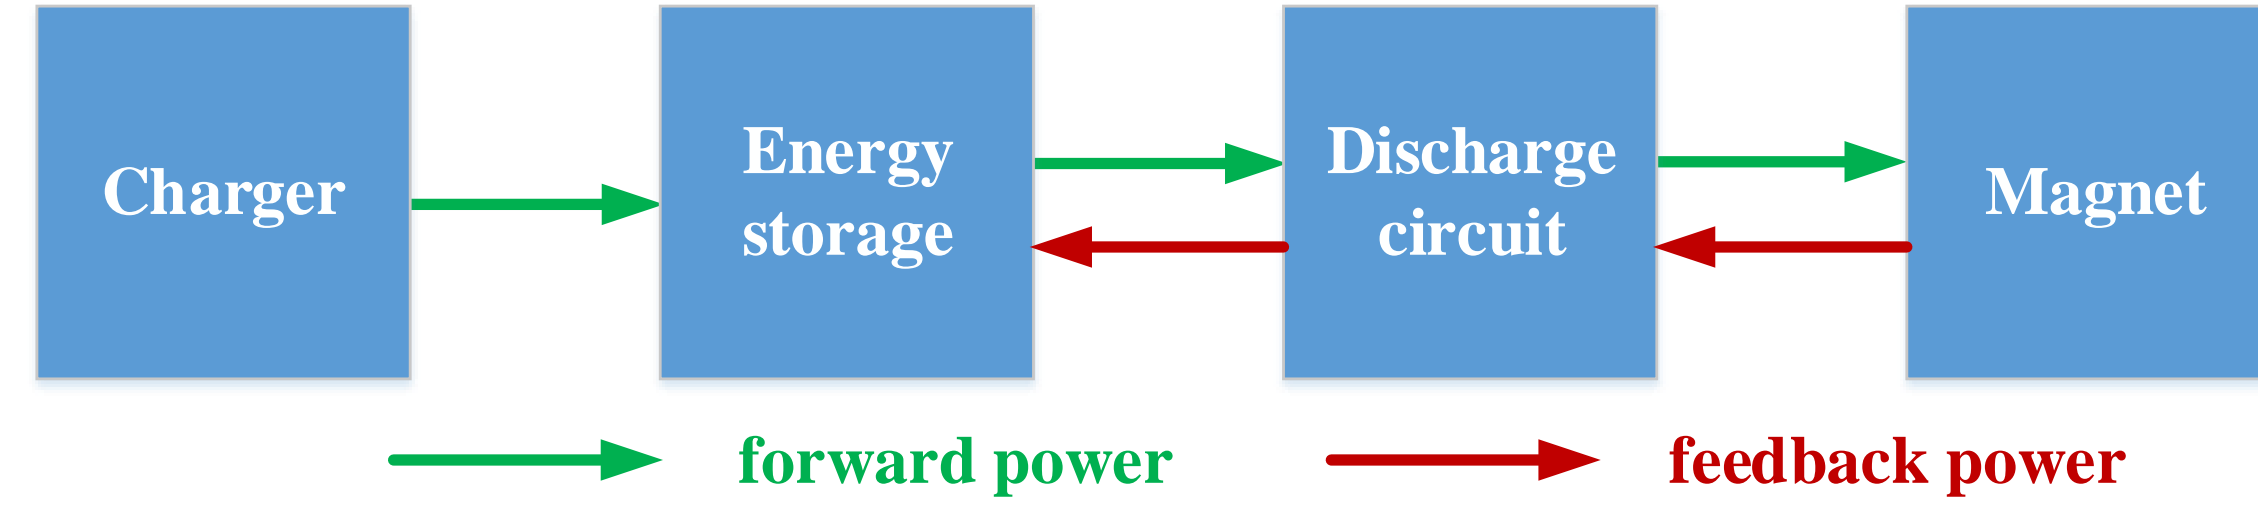 Charger
Energy
storage
Discharge
circuit
Magnet
forward power
feedback power